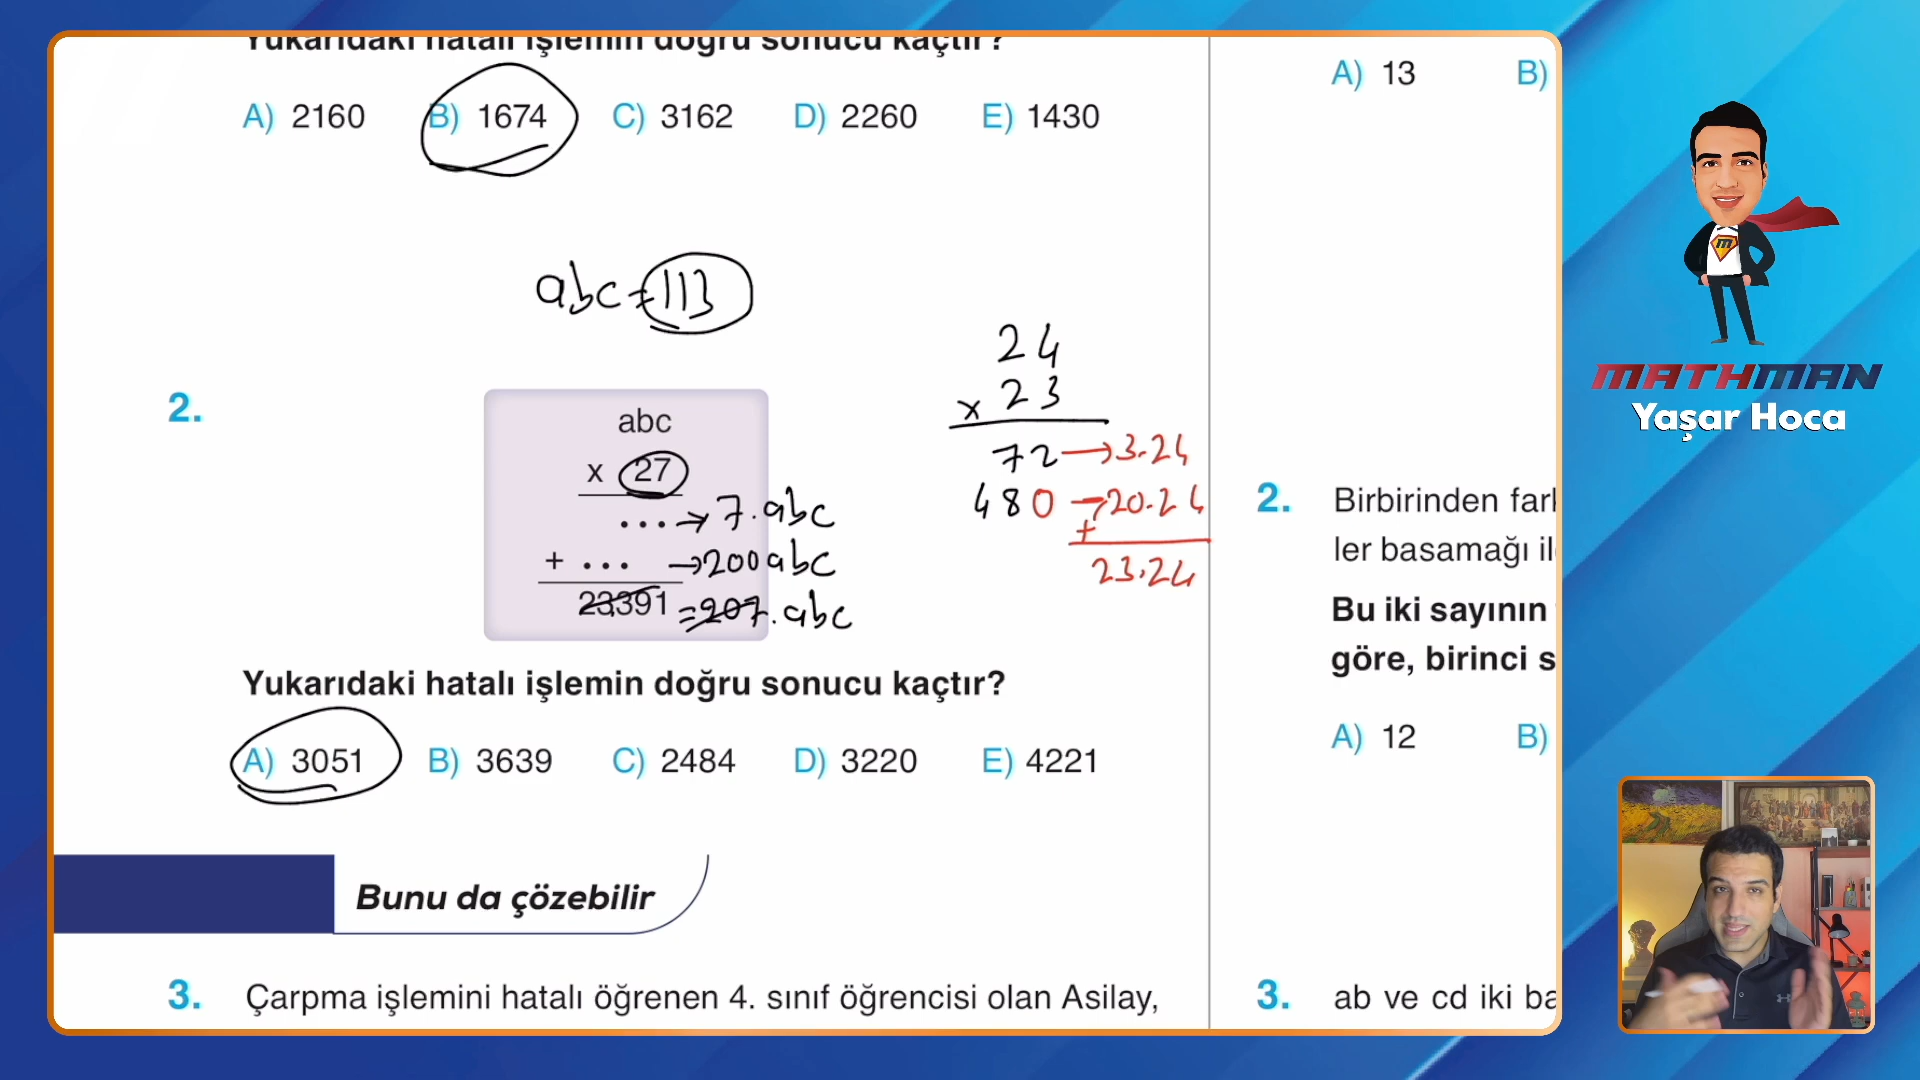 Yukarıdaki hatalı işlemin doğru sonucu kaçtır?
A) 2160 B) 1674 C) 3162 D) 2260 E) 1430
abc = 113
2.
abc
x 27
... → 7.abc
+ ... → 200abc
23391 = 207.abc
24
x 23
72 → 3.24
480 → 20.24
+
23.24
Yukarıdaki hatalı işlemin doğru sonucu kaçtır?
A) 3051 B) 3639 C) 2484 D) 3220 E) 4221
Bunu da çözebilir
3. Çarpma işlemini hatalı öğrenen 4. sınıf öğrencisi olan Asilay,
A) 13 B)
2. Birbirinden farl
ler basamağı il
Bu iki sayının
göre, birinci s
A) 12 B)
3. ab ve cd iki ba
m
MATHMAN
Yaşar Hoca